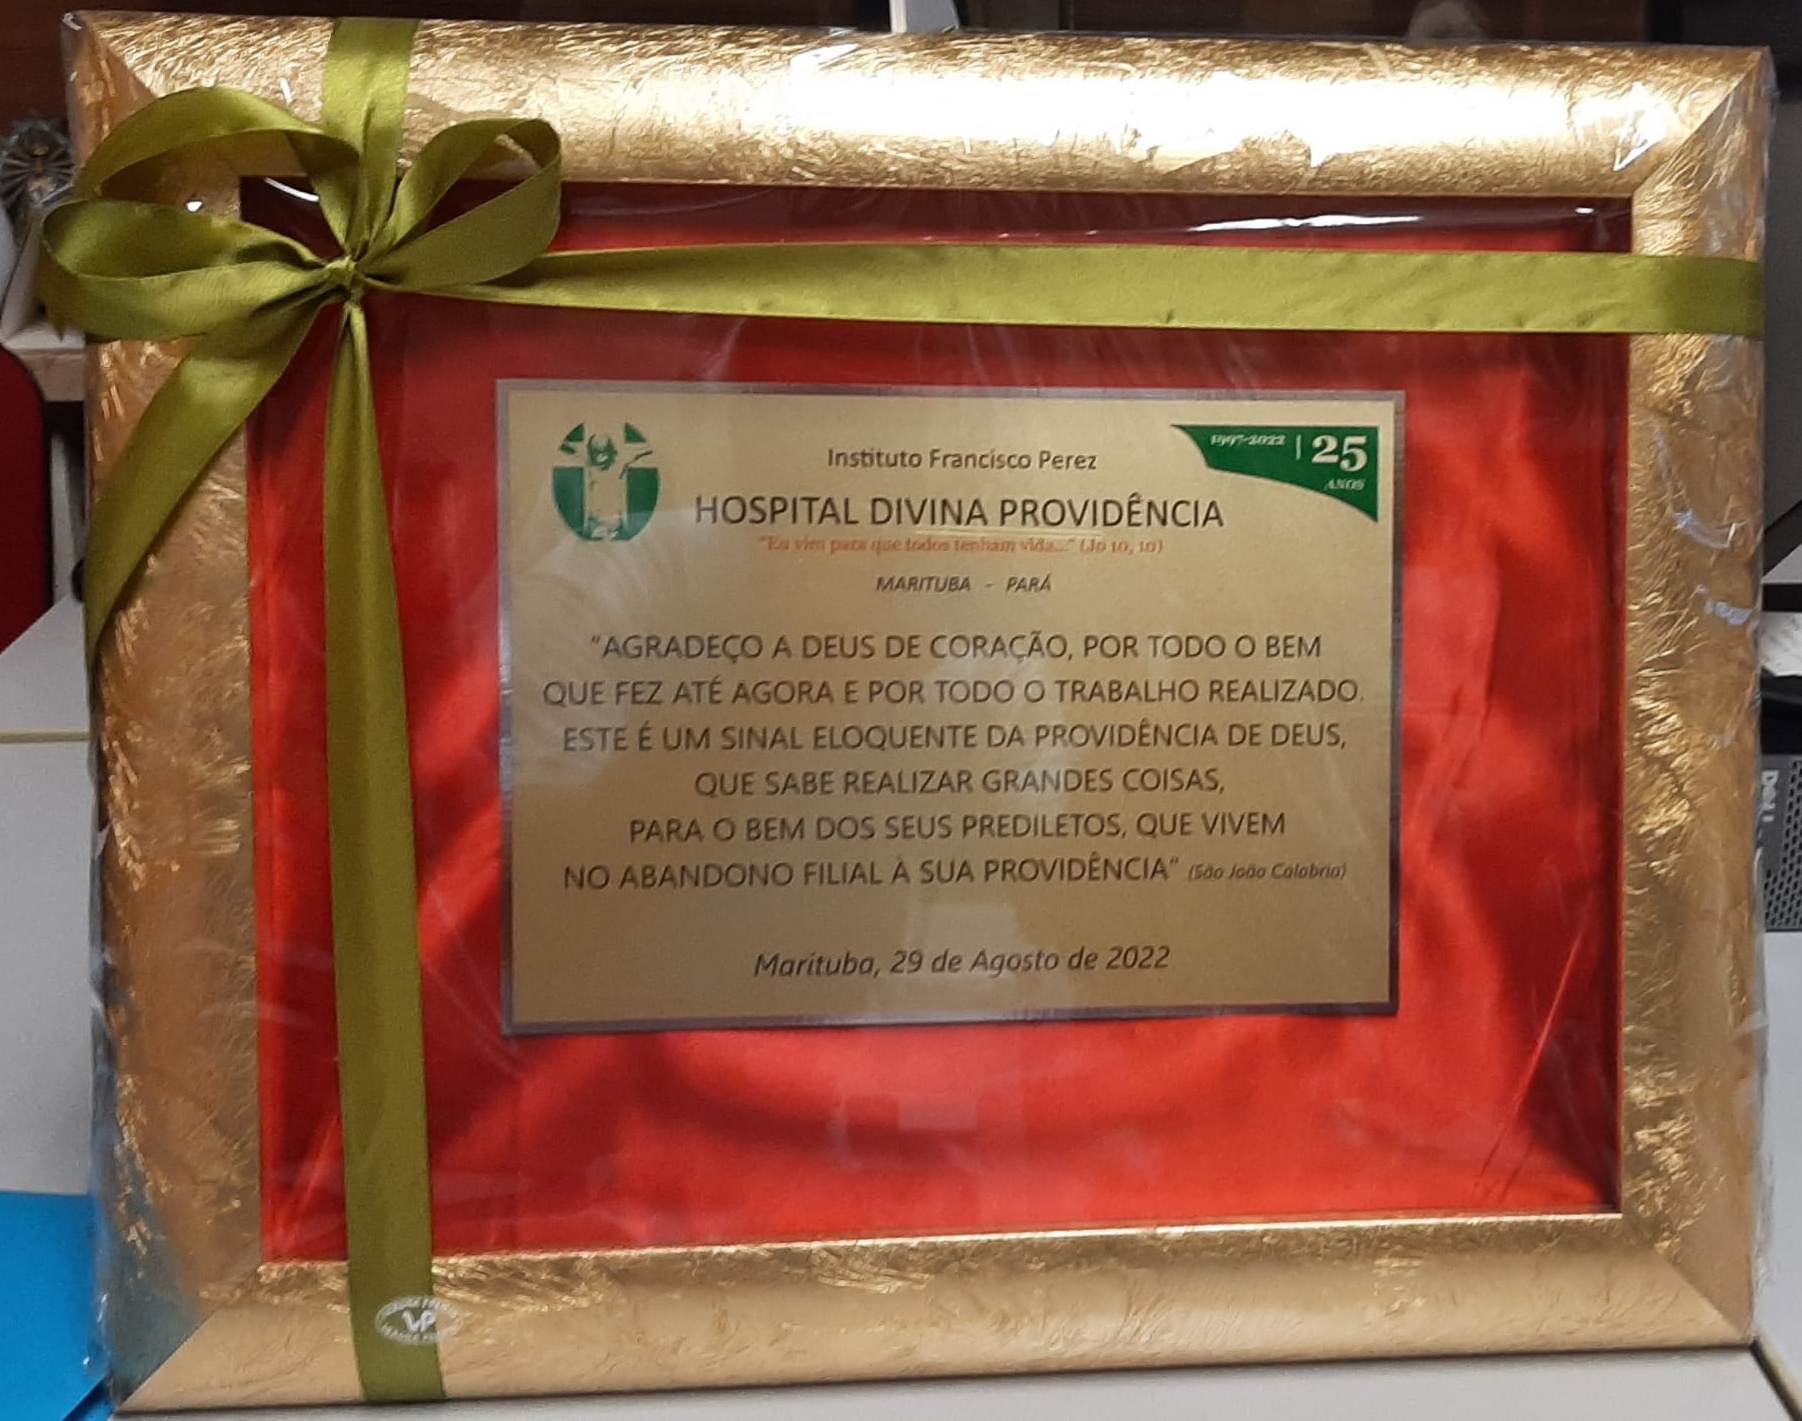 Instituto Francisco Perez
1997-2022 | 25
ANOS
HOSPITAL DIVINA PROVIDÊNCIA
"Eu vim para que todos tenham vida..." (Jo 10, 10)
MARITUBA - PARÁ
"AGRADEÇO A DEUS DE CORAÇÃO, POR TODO O BEM
QUE FEZ ATÉ AGORA E POR TODO O TRABALHO REALIZADO.
ESTE É UM SINAL ELOQUENTE DA PROVIDÊNCIA DE DEUS,
QUE SABE REALIZAR GRANDES COISAS,
PARA O BEM DOS SEUS PREDILETOS, QUE VIVEM
NO ABANDONO FILIAL À SUA PROVIDÊNCIA" (São João Calabria)
Marituba, 29 de Agosto de 2022
DELL
VP